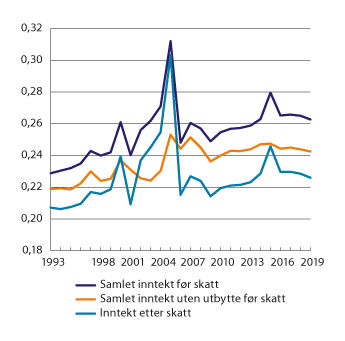 0,32
0,30
0,28
0,26
0,24
0,22
0,20
0,18
1993 1998 2001 2004 2007 2010 2013 2016 2019
Samlet inntekt før skatt
Samlet inntekt uten utbytte før skatt
Inntekt etter skatt